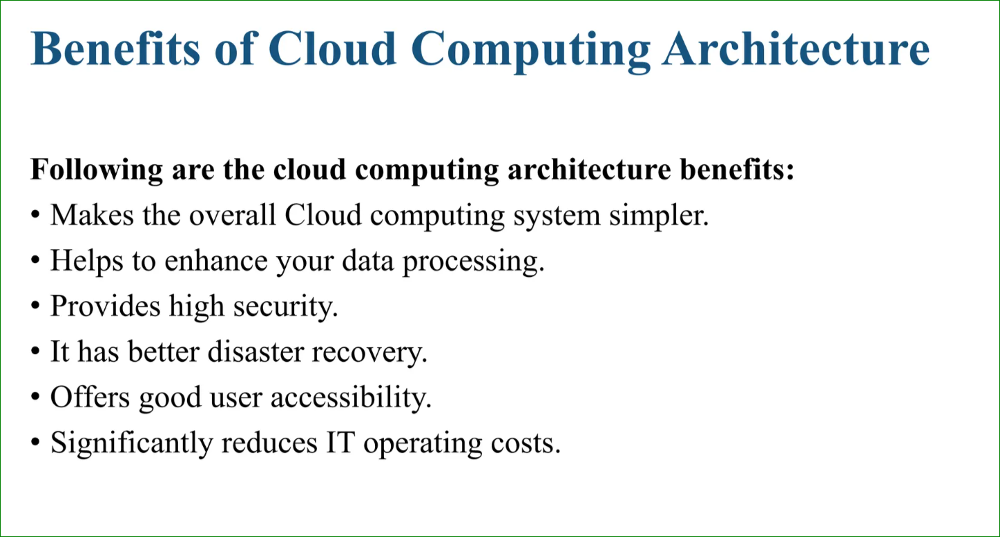 Benefits of Cloud Computing Architecture
Following are the cloud computing architecture benefits:
• Makes the overall Cloud computing system simpler.
• Helps to enhance your data processing.
• Provides high security.
• It has better disaster recovery.
• Offers good user accessibility.
• Significantly reduces IT operating costs.